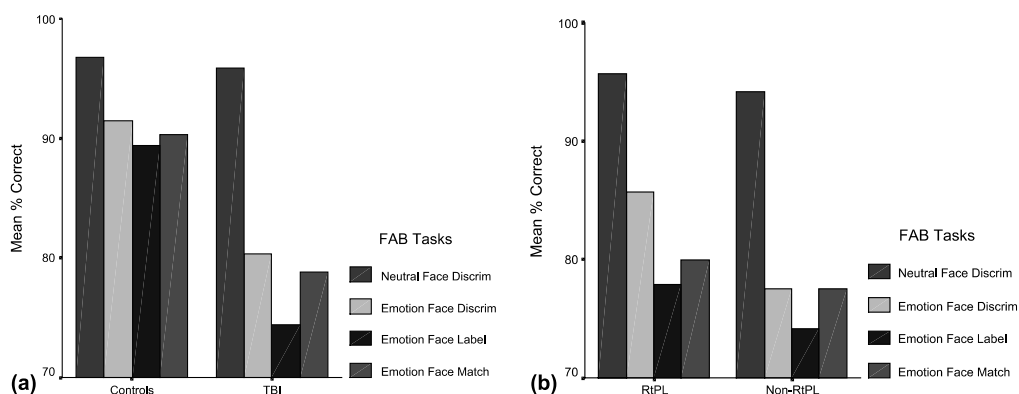 100
90
80
70
Mean % Correct
Controls
TBI
FAB Tasks
Neutral Face Discrim
Emotion Face Discrim
Emotion Face Label
Emotion Face Match
(a)
100
90
80
70
Mean % Correct
RtPL
Non-RtPL
FAB Tasks
Neutral Face Discrim
Emotion Face Discrim
Emotion Face Label
Emotion Face Match
(b)